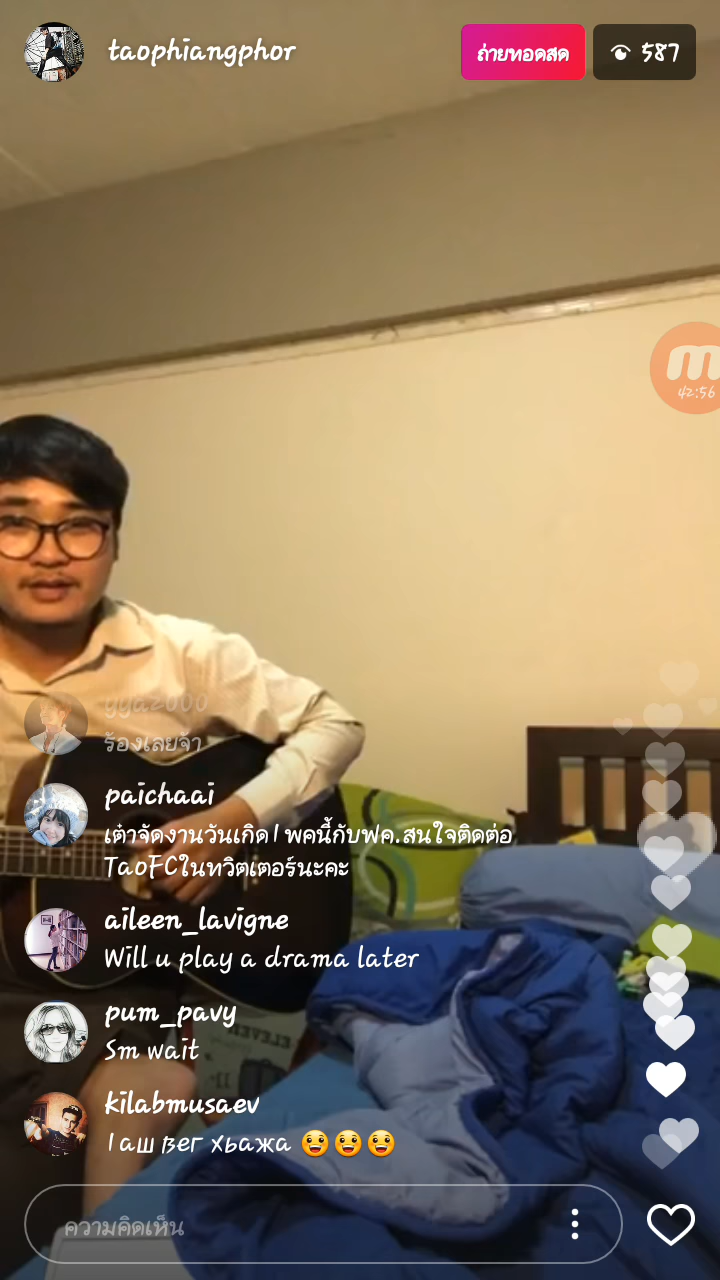 taophiangphor
ถ่ายทอดสด
587
42:56
yya2000
ร้องเลยจ้า
paichaai
เต๋าจัดงานวันเกิด1พคนี้กับฟค.สนใจติดต่อ
TaoFCในทวิตเตอร์นะคะ
aileen_lavigne
Will u play a drama later
pum_pavy
Sm wait
kilabmusaev
1аш вег хьажа 😀😀😀
ความคิดเห็น